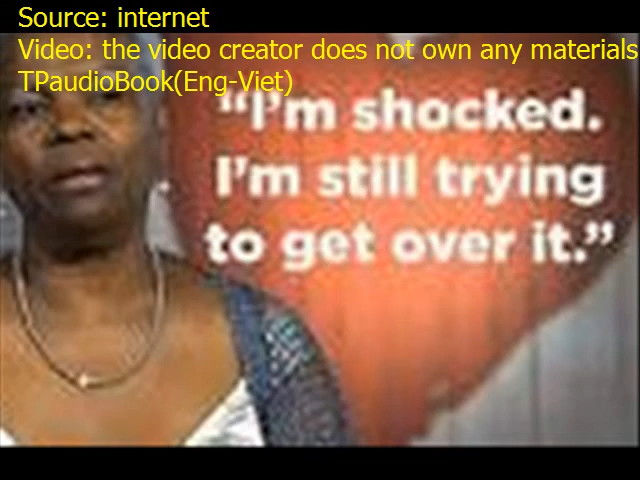 Source: internet
Video: the video creator does not own any materials
TPaudioBook(Eng-Viet)
“I’m shocked.
I’m still trying
to get over it.”